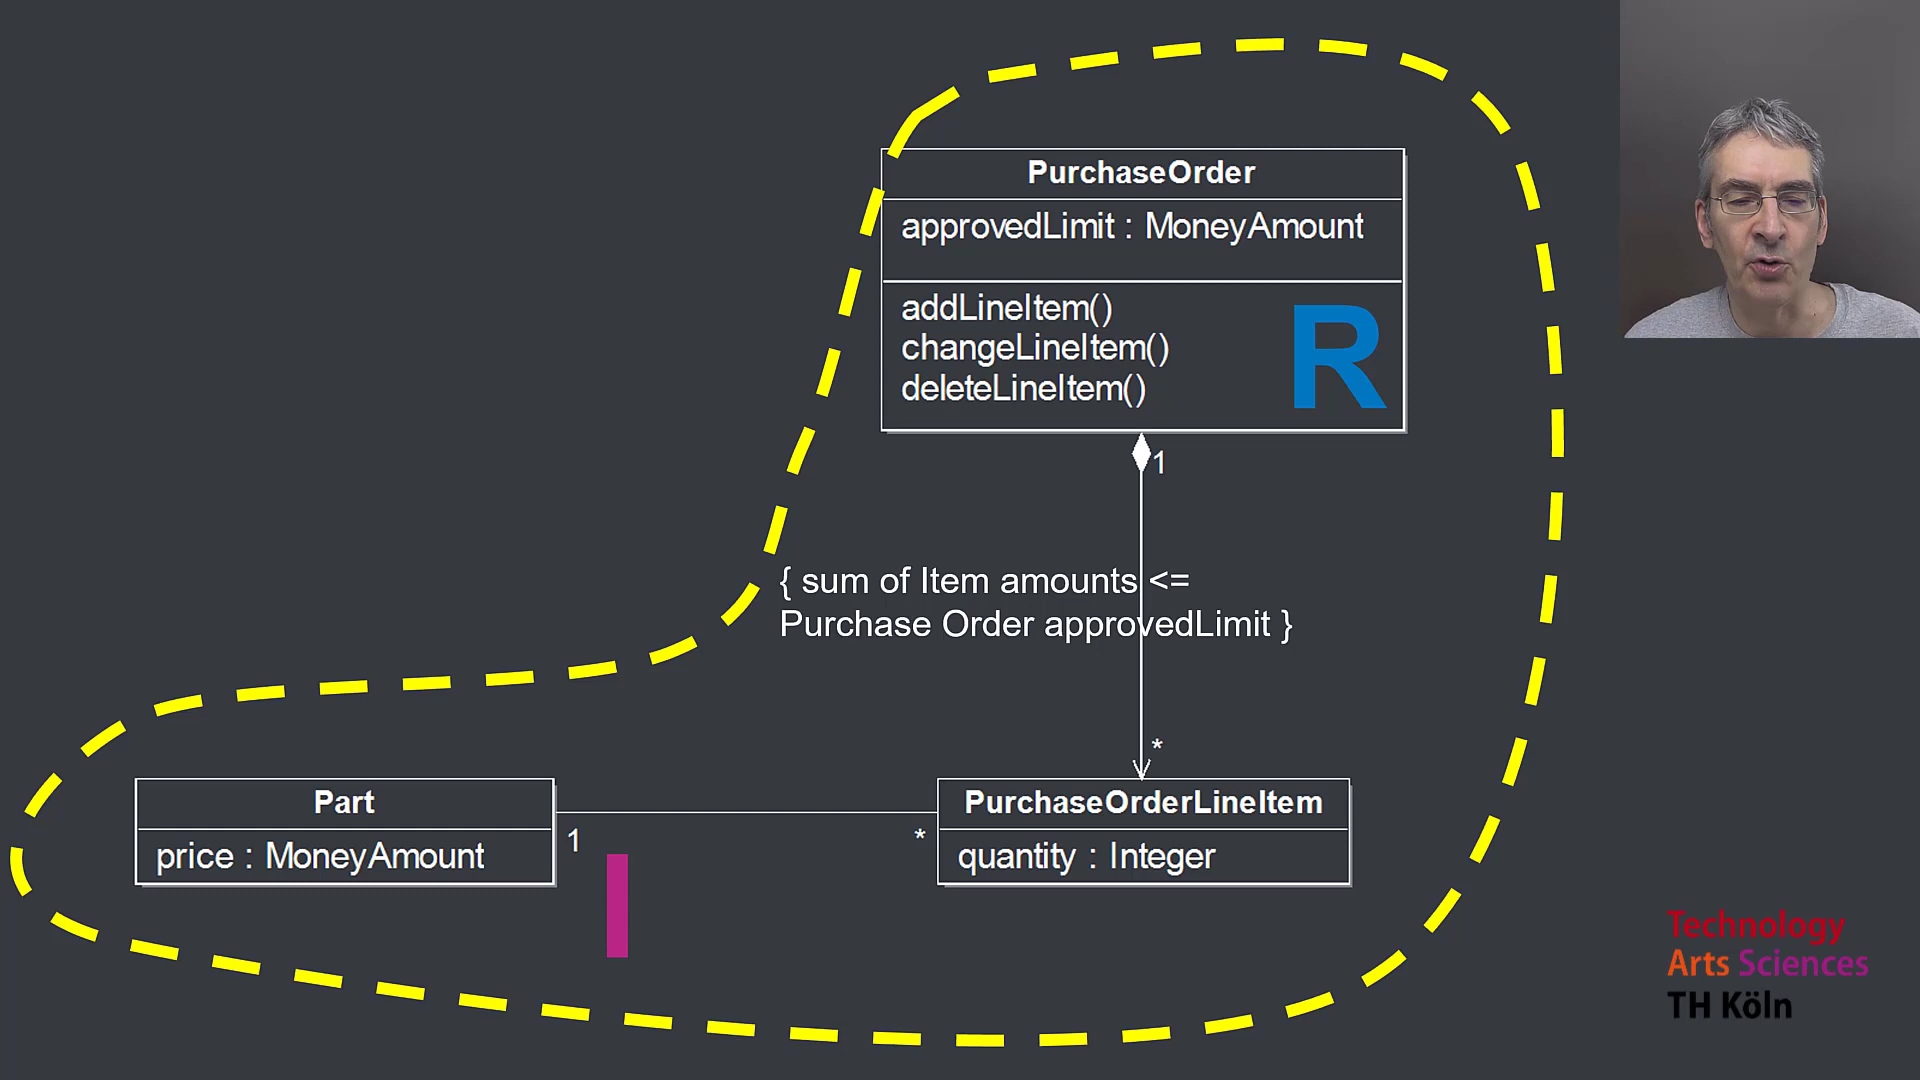 PurchaseOrder
approvedLimit : MoneyAmount
addLineItem()
changeLineItem()
deleteLineItem()
R
1
{ sum of Item amounts <=
Purchase Order approvedLimit }
*
Part
price : MoneyAmount
1
*
PurchaseOrderLineItem
quantity : Integer
I
Technology
Arts Sciences
TH Köln